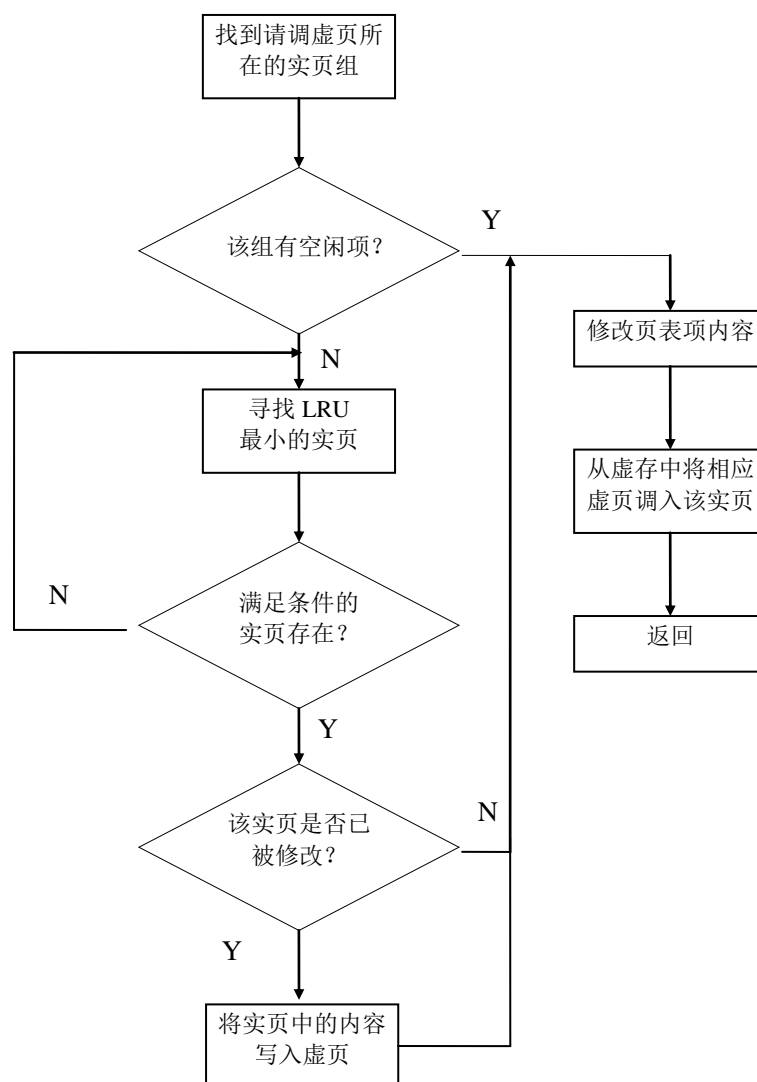 找到请调虚页所
在的实页组
该组有空闲项？
Y
N
寻找 LRU
最小的实页
满足条件的
实页存在？
N
Y
该实页是否已
被修改？
N
Y
将实页中的内容
写入虚页
修改页表项内容
从虚存中将相应
虚页调入该实页
返回